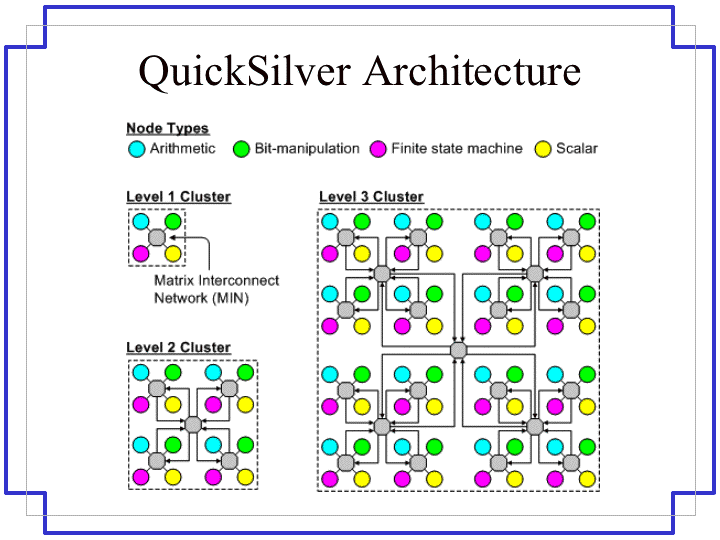 QuickSilver Architecture
Node Types
Arithmetic Bit-manipulation Finite state machine Scalar
Level 1 Cluster
Matrix Interconnect
Network (MIN)
Level 2 Cluster
Level 3 Cluster